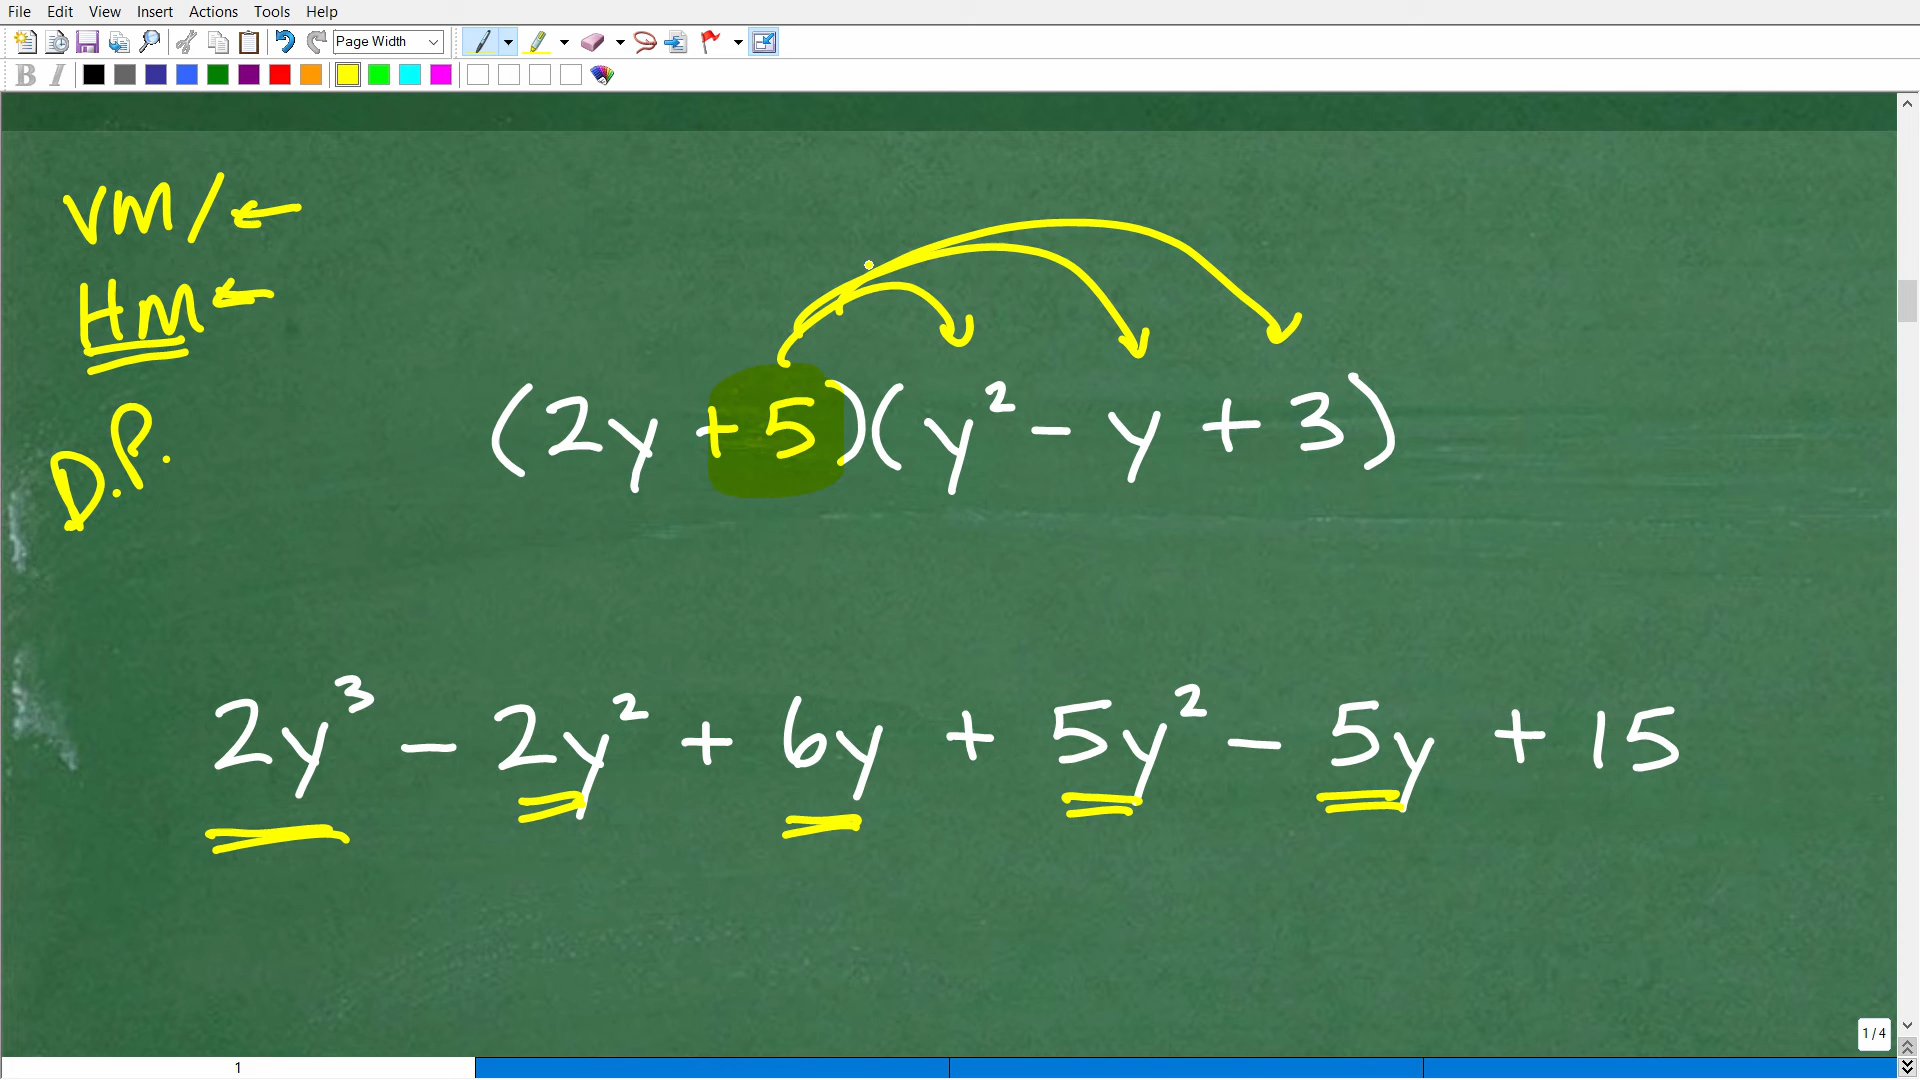 File Edit View Insert Actions Tools Help
Page Width
B I
VM/ ←
HM ←
D.P.
(2y + 5)(y² - y + 3)
2y³ - 2y² + 6y + 5y² - 5y + 15
1 / 4
1